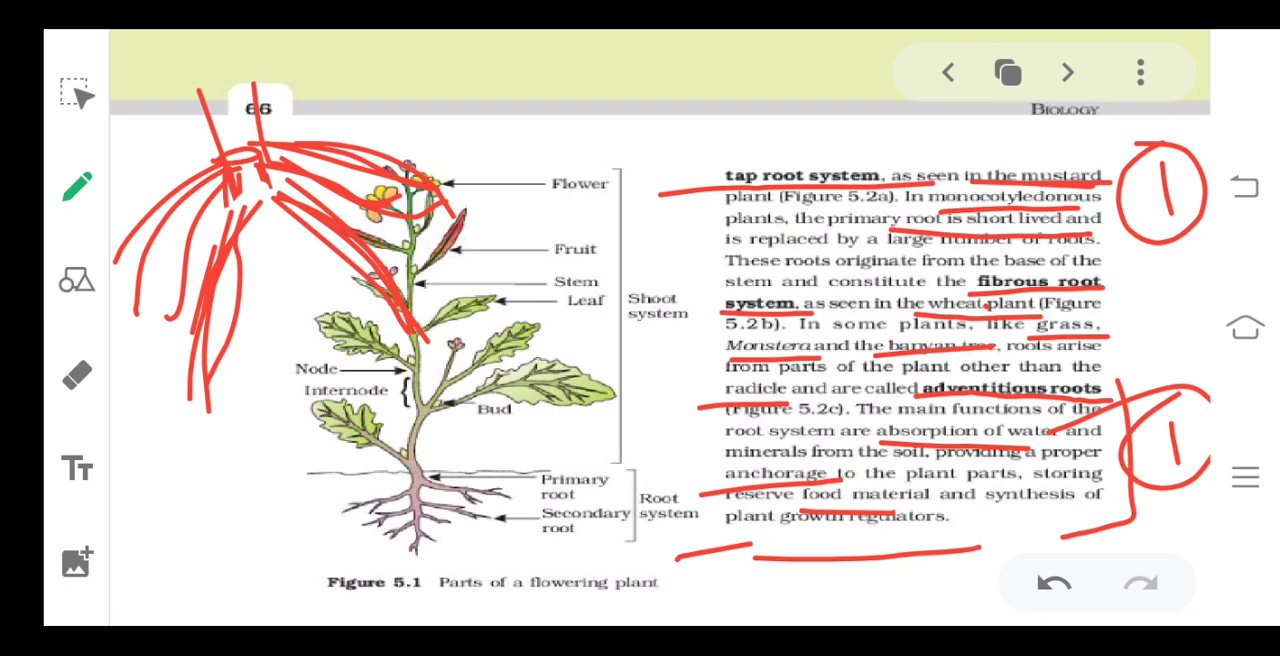 66
BIOLOGY
Flower
Fruit
Stem
Leaf
Shoot
system
Node
Internode
Bud
Primary
root
Secondary
root
Root
system
Figure 5.1 Parts of a flowering plant
tap root system, as seen in the mustard
plant (Figure 5.2a). In monocotyledonous
plants, the primary root is short lived and
is replaced by a large number of roots.
These roots originate from the base of the
stem and constitute the fibrous root
system, as seen in the wheat plant (Figure
5.2b). In some plants, like grass,
Monstera and the banyan tree, roots arise
from parts of the plant other than the
radicle and are called adventitious roots
(Figure 5.2c). The main functions of the
root system are absorption of water and
minerals from the soil, providing a proper
anchorage to the plant parts, storing
reserve food material and synthesis of
plant growth regulators.
1
1
TT